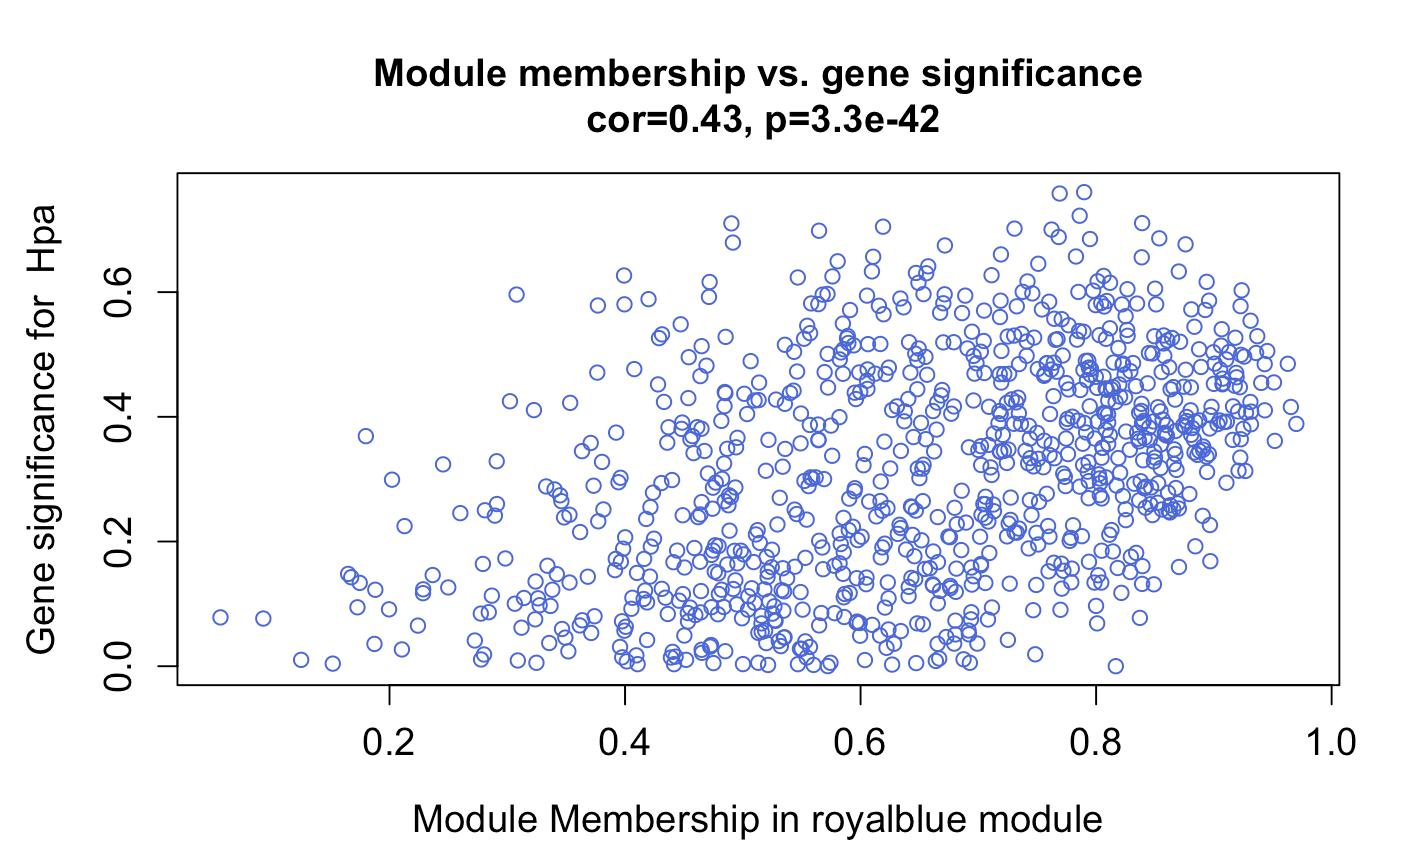 Module membership vs. gene significance
cor=0.43, p=3.3e-42
Gene significance for  Hpa
0.6
0.4
0.2
0.0
0.2
0.4
0.6
0.8
1.0
Module Membership in royalblue module